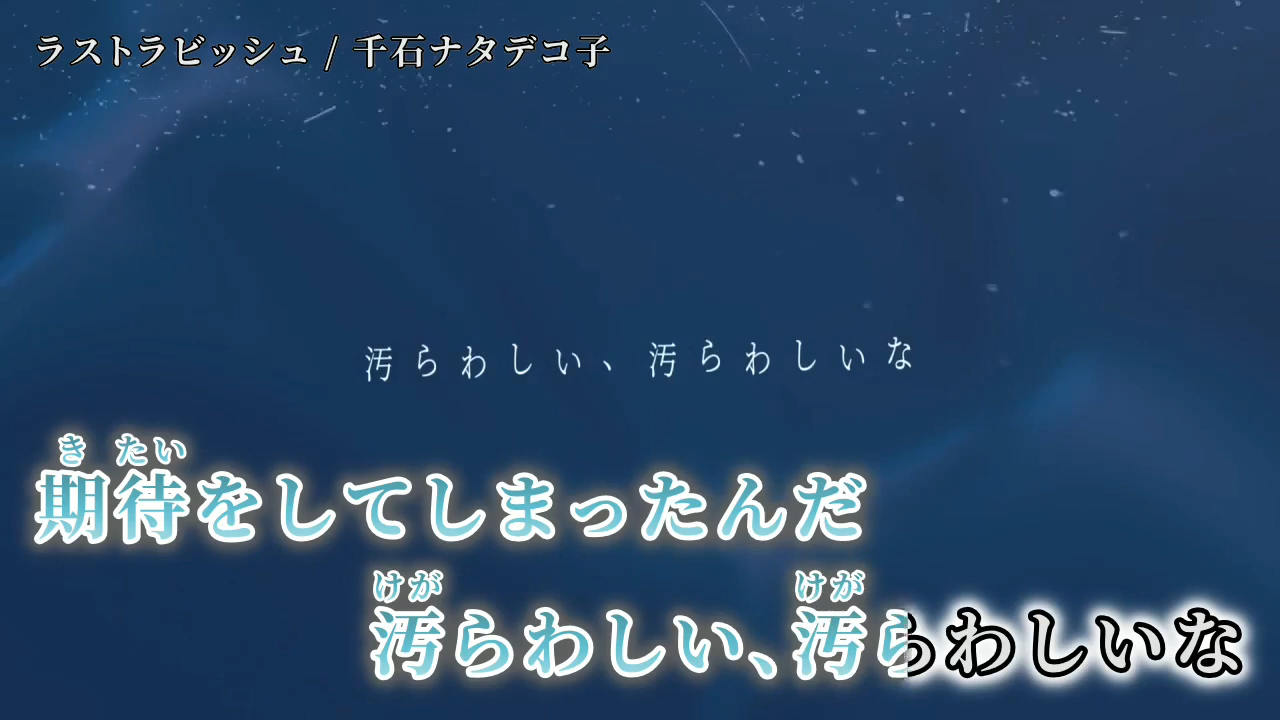 ラストラビッシュ / 千石ナタデコ子
汚らわしい、汚らわしいな
き たい
期待をしてしまったんだ
けが けが
汚らわしい、汚らわしいな